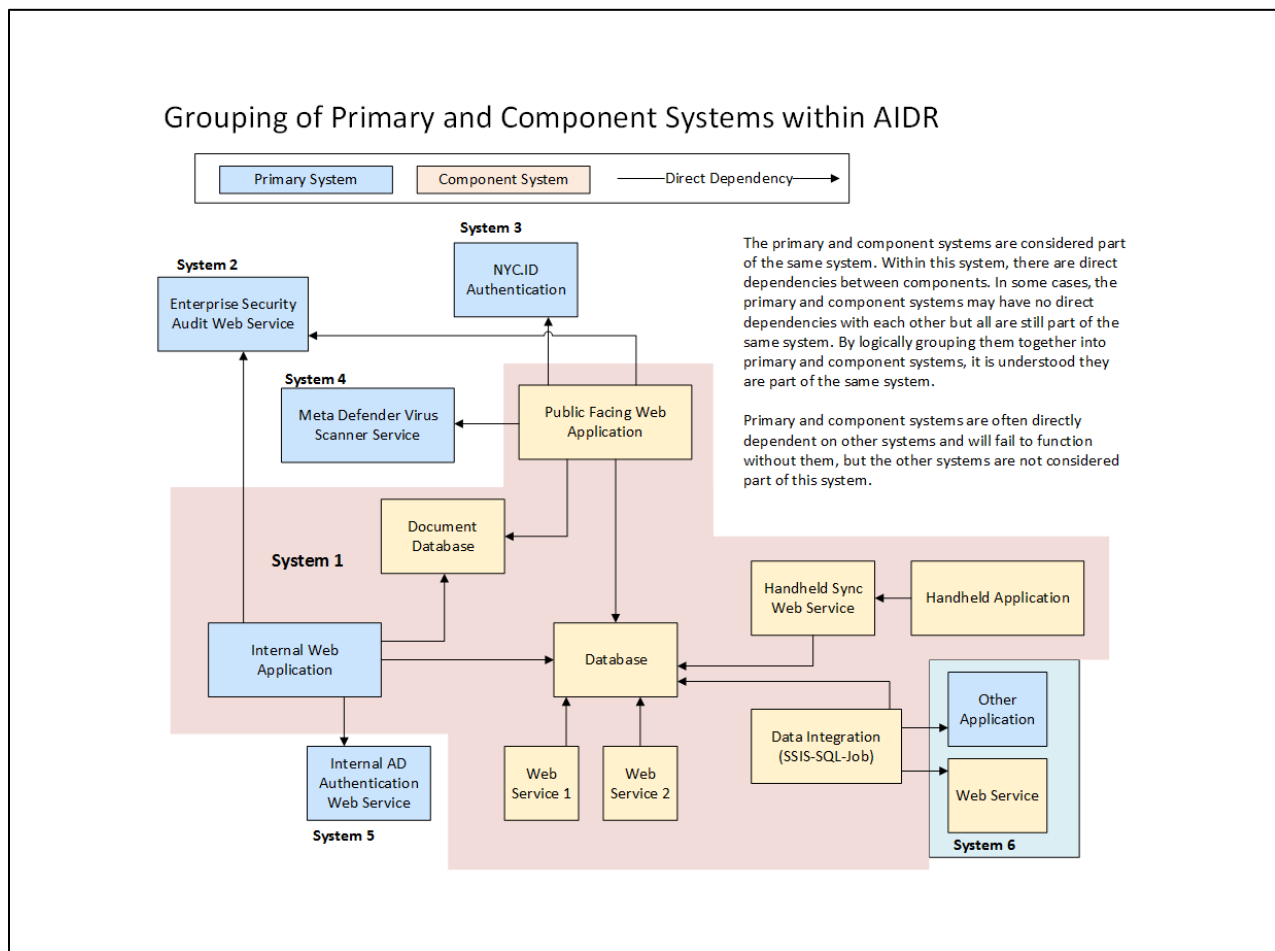 Grouping of Primary and Component Systems within AIDR
Primary System
Component System
Direct Dependency
System 3
NYC.ID
Authentication
System 2
Enterprise Security
Audit Web Service
The primary and component systems are considered part
of the same system. Within this system, there are direct
dependencies between components. In some cases, the
primary and component systems may have no direct
dependencies with each other but all are still part of the
same system. By logically grouping them together into
primary and component systems, it is understood they
are part of the same system.
Primary and component systems are often directly
dependent on other systems and will fail to function
without them, but the other systems are not considered
part of this system.
System 4
Meta Defender Virus
Scanner Service
Public Facing Web
Application
Document
Database
System 1
Handheld Sync
Web Service
Handheld Application
Internal Web
Application
Database
Other
Application
Data Integration
(SSIS-SQL-Job)
Web
Service 1
Web
Service 2
Web Service
System 6
Internal AD
Authentication
Web Service
System 5